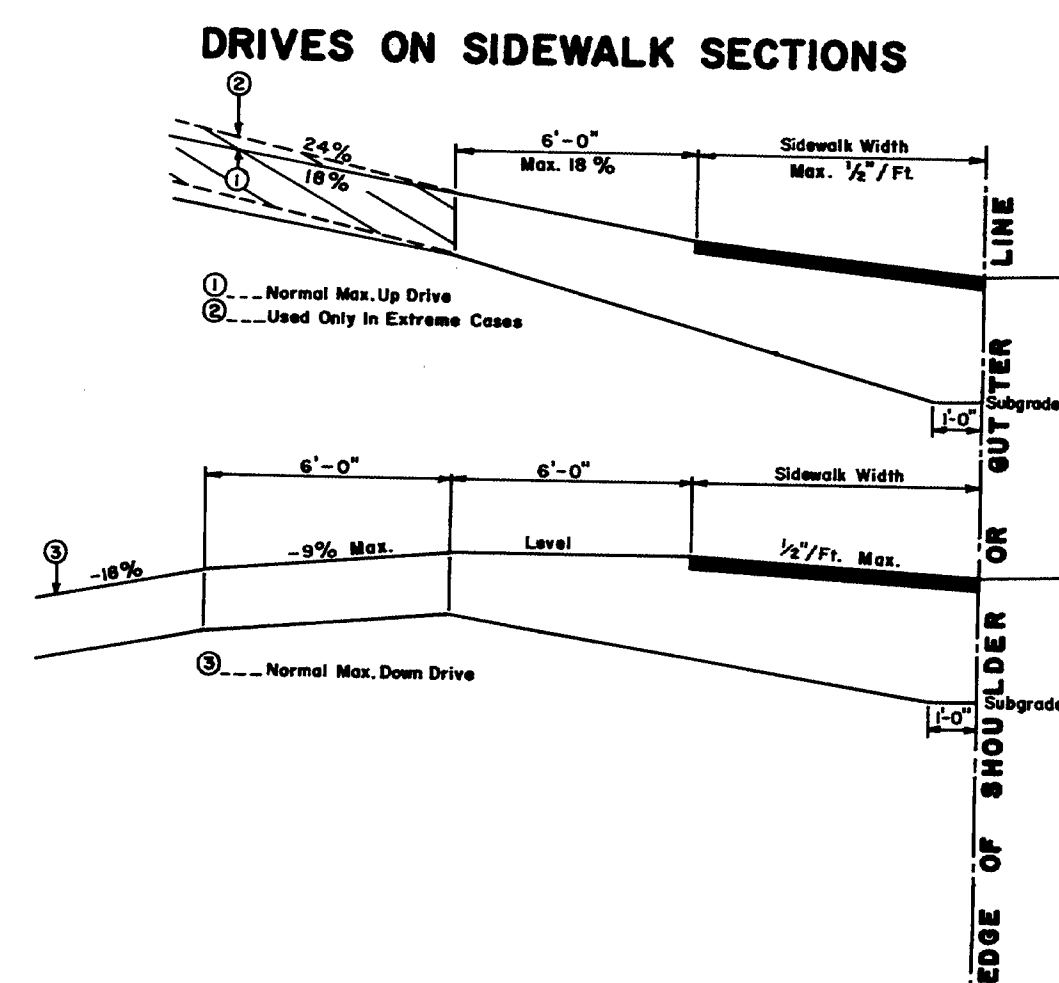 DRIVES ON SIDEWALK SECTIONS
②
6'-0"
Sidewalk Width
24%
Max. 18 %
Max. ½"/Ft.
18%
①
①---Normal Max. Up Drive
②---Used Only In Extreme Cases
Subgrade
1'-0"
6'-0"
6'-0"
Sidewalk Width
③
-18%
-9% Max.
Level
½"/Ft. Max.
③---Normal Max. Down Drive
Subgrade
1'-0"
EDGE OF SHOULDER OR GUTTER LINE